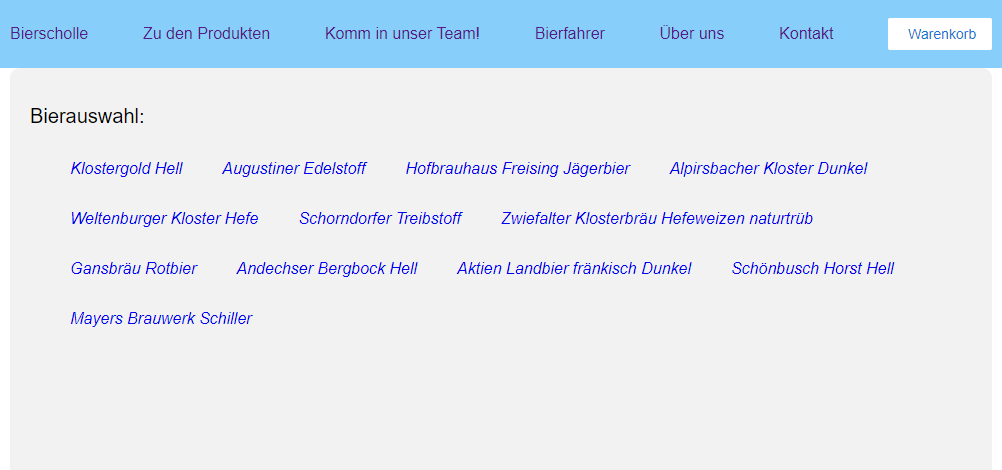 Bierscholle Zu den Produkten Komm in unser Team! Bierfahrer Über uns Kontakt Warenkorb
Bierauswahl:
Klostergold Hell Augustiner Edelstoff Hofbrauhaus Freising Jägerbier Alpirsbacher Kloster Dunkel
Weltenburger Kloster Hefe Schorndorfer Treibstoff Zwiefalter Klosterbräu Hefeweizen naturtrüb
Gansbräu Rotbier Andechser Bergbock Hell Aktien Landbier fränkisch Dunkel Schönbusch Horst Hell
Mayers Brauwerk Schiller